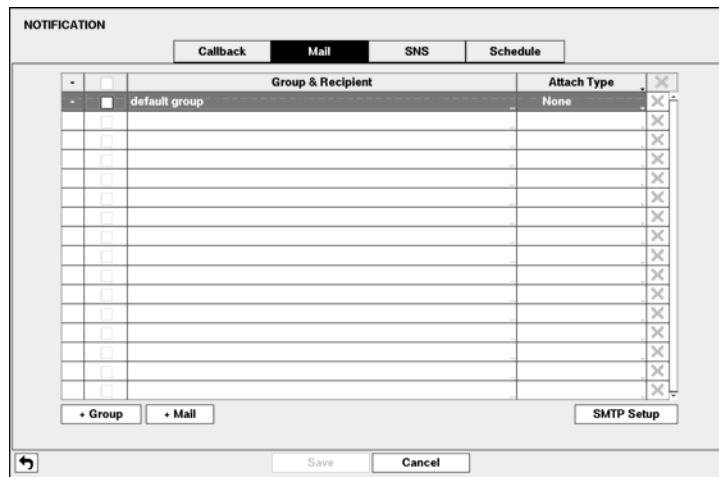 NOTIFICATION
Callback Mail SNS Schedule
- Group & Recipient Attach Type
- default group None
+ Group + Mail SMTP Setup
Save Cancel